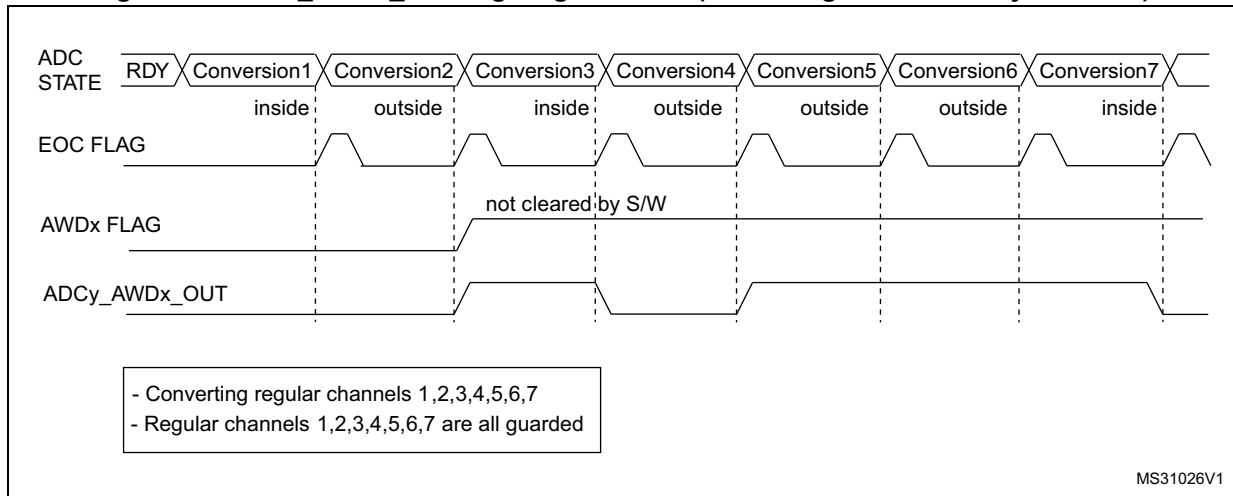 ADC
STATE
RDY Conversion1 Conversion2 Conversion3 Conversion4 Conversion5 Conversion6 Conversion7
inside outside inside outside outside outside inside
EOC FLAG
not cleared by S/W
AWDx FLAG
ADCy_AWDx_OUT
- Converting regular channels 1,2,3,4,5,6,7
- Regular channels 1,2,3,4,5,6,7 are all guarded
MS31026V1